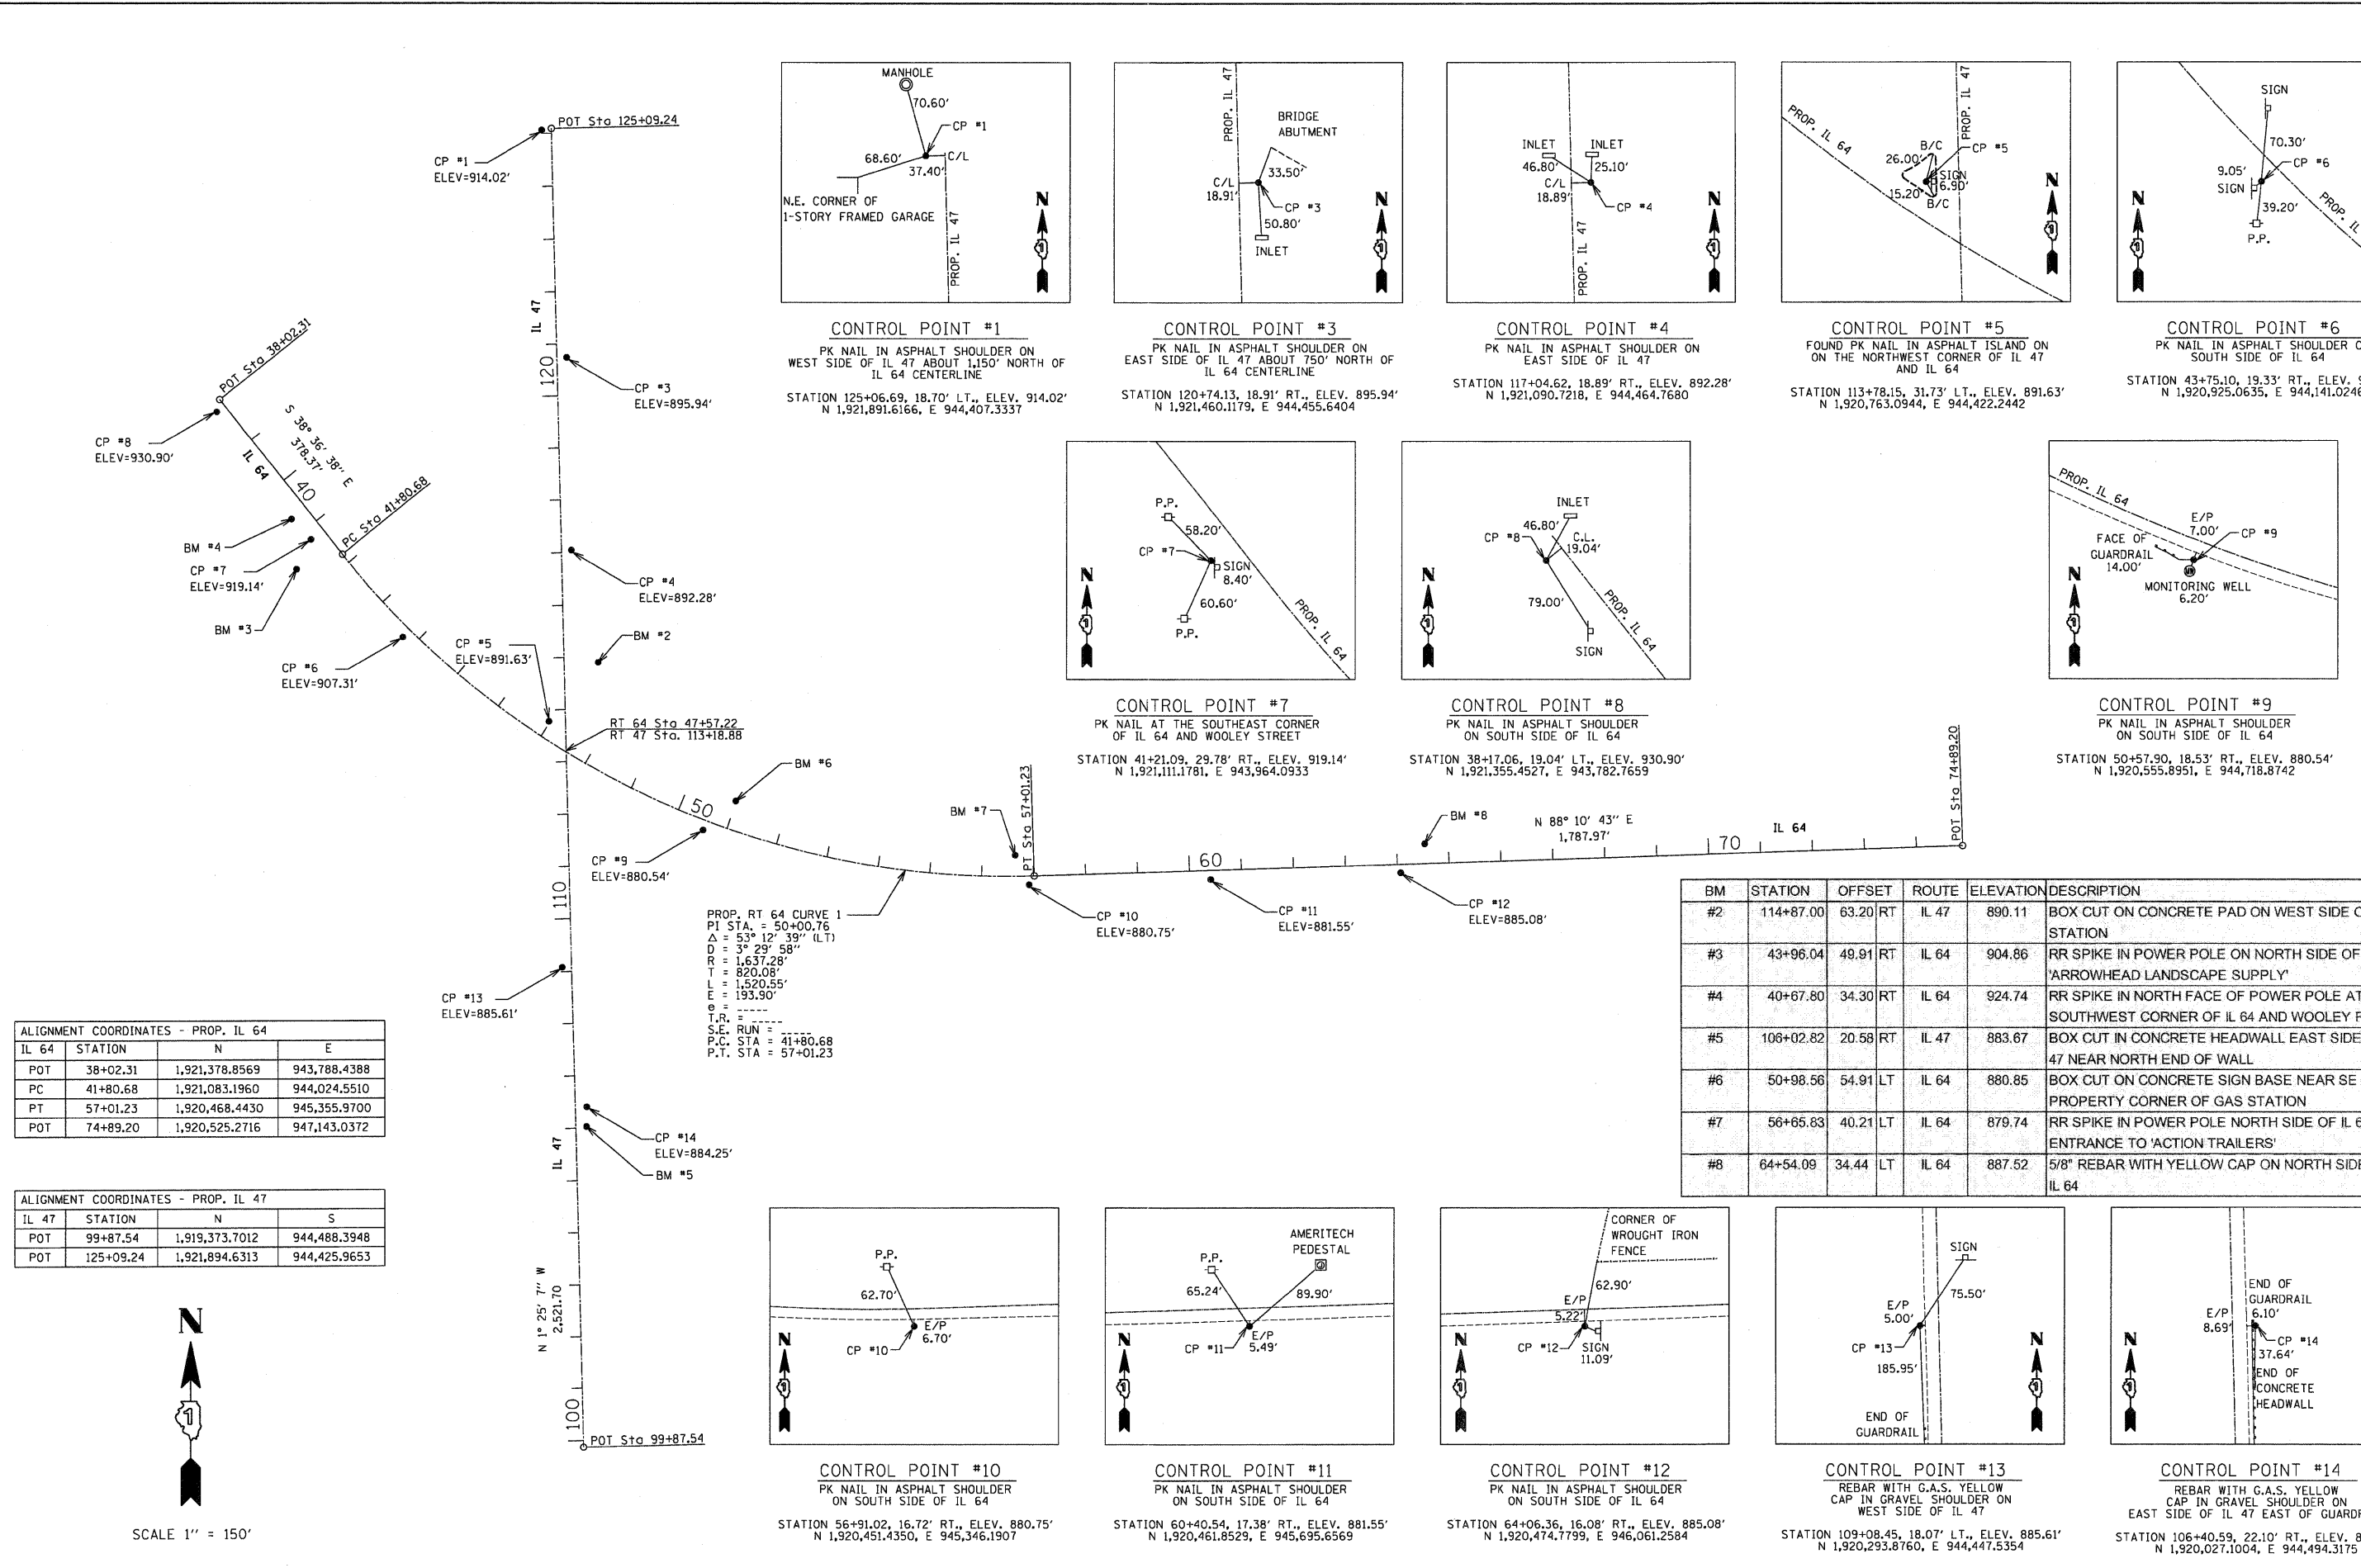 POT Sta 125+09.24
CP #1
ELEV=914.02'
IL 47
120
CP #3
ELEV=895.94'
POT Sta 38+02.31
S 38° 36' 38" E
378.37'
IL 64
CP #8
ELEV=930.90'
40
PC Sta 41+80.68
BM #4
CP #7
ELEV=919.14'
BM #3
CP #4
ELEV=892.28'
BM #2
CP #5
ELEV=891.63'
CP #6
ELEV=907.31'
RT 64 Sta 47+57.22
RT 47 Sta. 113+18.88
BM #6
50
CP #9
ELEV=880.54'
BM #7
PT Sta 57+01.23
BM #8
N 88° 10' 43" E
1,787.97'
IL 64
POT Sta 74+89.20
60
70
110
CP #10
ELEV=880.75'
CP #11
ELEV=881.55'
CP #12
ELEV=885.08'
PROP. RT 64 CURVE 1
PI STA. = 50+00.76
Δ = 53° 12' 39" (LT)
D = 3° 29' 58"
R = 1,637.28'
T = 820.08'
L = 1,520.55'
E = 193.90'
e = -----
T.R. = -----
S.E. RUN = -----
P.C. STA = 41+80.68
P.T. STA = 57+01.23
CP #13
ELEV=885.61'
CP #14
ELEV=884.25'
BM #5
IL 47
N 1° 25' 7" W
2,521.70
100
POT Sta 99+87.54
ALIGNMENT COORDINATES - PROP. IL 64
IL 64 STATION N E
POT 38+02.31 1,921,378.8569 943,788.4388
PC 41+80.68 1,921,083.1960 944,024.5510
PT 57+01.23 1,920,468.4430 945,355.9700
POT 74+89.20 1,920,525.2716 947,143.0372
ALIGNMENT COORDINATES - PROP. IL 47
IL 47 STATION N S
POT 99+87.54 1,919,373.7012 944,488.3948
POT 125+09.24 1,921,894.6313 944,425.9653
N
1
SCALE 1" = 150'
MANHOLE
70.60'
CP #1
68.60'
C/L
37.40'
N.E. CORNER OF
1-STORY FRAMED GARAGE
PROP. IL 47
N
1
CONTROL POINT #1
PK NAIL IN ASPHALT SHOULDER ON
WEST SIDE OF IL 47 ABOUT 1,150' NORTH OF
IL 64 CENTERLINE
STATION 125+06.69, 18.70' LT., ELEV. 914.02'
N 1,921,891.6166, E 944,407.3337
PROP. IL 47
BRIDGE
ABUTMENT
33.50'
C/L
18.91'
CP #3
50.80'
INLET
N
1
CONTROL POINT #3
PK NAIL IN ASPHALT SHOULDER ON
EAST SIDE OF IL 47 ABOUT 750' NORTH OF
IL 64 CENTERLINE
STATION 120+74.13, 18.91' RT., ELEV. 895.94'
N 1,921,460.1179, E 944,455.6404
INLET
INLET
46.80'
25.10'
C/L
18.89'
CP #4
PROP. IL 47
N
1
CONTROL POINT #4
PK NAIL IN ASPHALT SHOULDER ON
EAST SIDE OF IL 47
STATION 117+04.62, 18.89' RT., ELEV. 892.28'
N 1,921,090.7218, E 944,464.7680
PROP. IL 64
PROP. IL 47
B/C
26.00'
CP #5
SIGN
6.90'
15.20'
B/C
N
1
CONTROL POINT #5
FOUND PK NAIL IN ASPHALT ISLAND ON
ON THE NORTHWEST CORNER OF IL 47
AND IL 64
STATION 113+78.15, 31.73' LT., ELEV. 891.63'
N 1,920,763.0944, E 944,422.2442
SIGN
70.30'
9.05'
SIGN
CP #6
39.20'
P.P.
PROP. IL
N
1
CONTROL POINT #6
PK NAIL IN ASPHALT SHOULDER
SOUTH SIDE OF IL 64
STATION 43+75.10, 19.33' RT., ELEV.
N 1,920,925.0635, E 944,141.0246
P.P.
58.20'
CP #7
SIGN
8.40'
60.60'
P.P.
PROP. IL 64
N
1
CONTROL POINT #7
PK NAIL AT THE SOUTHEAST CORNER
OF IL 64 AND WOOLEY STREET
STATION 41+21.09, 29.78' RT., ELEV. 919.14'
N 1,921,111.1781, E 943,964.0933
INLET
46.80'
CP #8
C.L.
19.04'
79.00'
PROP. IL 64
SIGN
N
1
CONTROL POINT #8
PK NAIL IN ASPHALT SHOULDER
ON SOUTH SIDE OF IL 64
STATION 38+17.06, 19.04' LT., ELEV. 930.90'
N 1,921,355.4527, E 943,782.7659
PROP. IL 64
E/P
7.00'
CP #9
FACE OF
GUARDRAIL
14.00'
MW
MONITORING WELL
6.20'
N
1
CONTROL POINT #9
PK NAIL IN ASPHALT SHOULDER
ON SOUTH SIDE OF IL 64
STATION 50+57.90, 18.53' RT., ELEV. 880.54'
N 1,920,555.8951, E 944,718.8742
BM STATION OFFSET ROUTE ELEVATION DESCRIPTION
#2 114+87.00 63.20 RT IL 47 890.11 BOX CUT ON CONCRETE PAD ON WEST SIDE
STATION
#3 43+96.04 49.91 RT IL 64 904.86 RR SPIKE IN POWER POLE ON NORTH SIDE OF
'ARROWHEAD LANDSCAPE SUPPLY'
#4 40+67.80 34.30 RT IL 64 924.74 RR SPIKE IN NORTH FACE OF POWER POLE AT
SOUTHWEST CORNER OF IL 64 AND WOOLEY
#5 106+02.82 20.58 RT IL 47 883.67 BOX CUT IN CONCRETE HEADWALL EAST SIDE
47 NEAR NORTH END OF WALL
#6 50+98.56 54.91 LT IL 64 880.85 BOX CUT ON CONCRETE SIGN BASE NEAR SE
PROPERTY CORNER OF GAS STATION
#7 56+65.83 40.21 LT IL 64 879.74 RR SPIKE IN POWER POLE NORTH SIDE OF IL
ENTRANCE TO 'ACTION TRAILERS'
#8 64+54.09 34.44 LT IL 64 887.52 5/8" REBAR WITH YELLOW CAP ON NORTH SIDE
IL 64
P.P.
62.70'
E/P
6.70'
CP #10
N
1
CONTROL POINT #10
PK NAIL IN ASPHALT SHOULDER
ON SOUTH SIDE OF IL 64
STATION 56+91.02, 16.72' RT., ELEV. 880.75'
N 1,920,451.4350, E 945,346.1907
AMERITECH
PEDESTAL
P.P.
65.24'
89.90'
E/P
5.49'
CP #11
N
1
CONTROL POINT #11
PK NAIL IN ASPHALT SHOULDER
ON SOUTH SIDE OF IL 64
STATION 60+40.54, 17.38' RT., ELEV. 881.55'
N 1,920,461.8529, E 945,695.6569
CORNER OF
WROUGHT IRON
FENCE
62.90'
E/P
5.22'
CP #12
SIGN
11.09'
N
1
CONTROL POINT #12
PK NAIL IN ASPHALT SHOULDER
ON SOUTH SIDE OF IL 64
STATION 64+06.36, 16.08' RT., ELEV. 885.08'
N 1,920,474.7799, E 946,061.2584
SIGN
75.50'
E/P
5.00'
CP #13
185.95'
END OF
GUARDRAIL
N
1
CONTROL POINT #13
REBAR WITH G.A.S. YELLOW
CAP IN GRAVEL SHOULDER ON
WEST SIDE OF IL 47
STATION 109+08.45, 18.07' LT., ELEV. 885.61'
N 1,920,293.8760, E 944,447.5354
END OF
GUARDRAIL
6.10'
E/P
8.69'
CP #14
37.64'
END OF
CONCRETE
HEADWALL
N
1
CONTROL POINT #14
REBAR WITH G.A.S. YELLOW
CAP IN GRAVEL SHOULDER ON
EAST SIDE OF IL 47 EAST OF
STATION 106+40.59, 22.10' RT., ELEV.
N 1,920,027.1004, E 944,494.3175